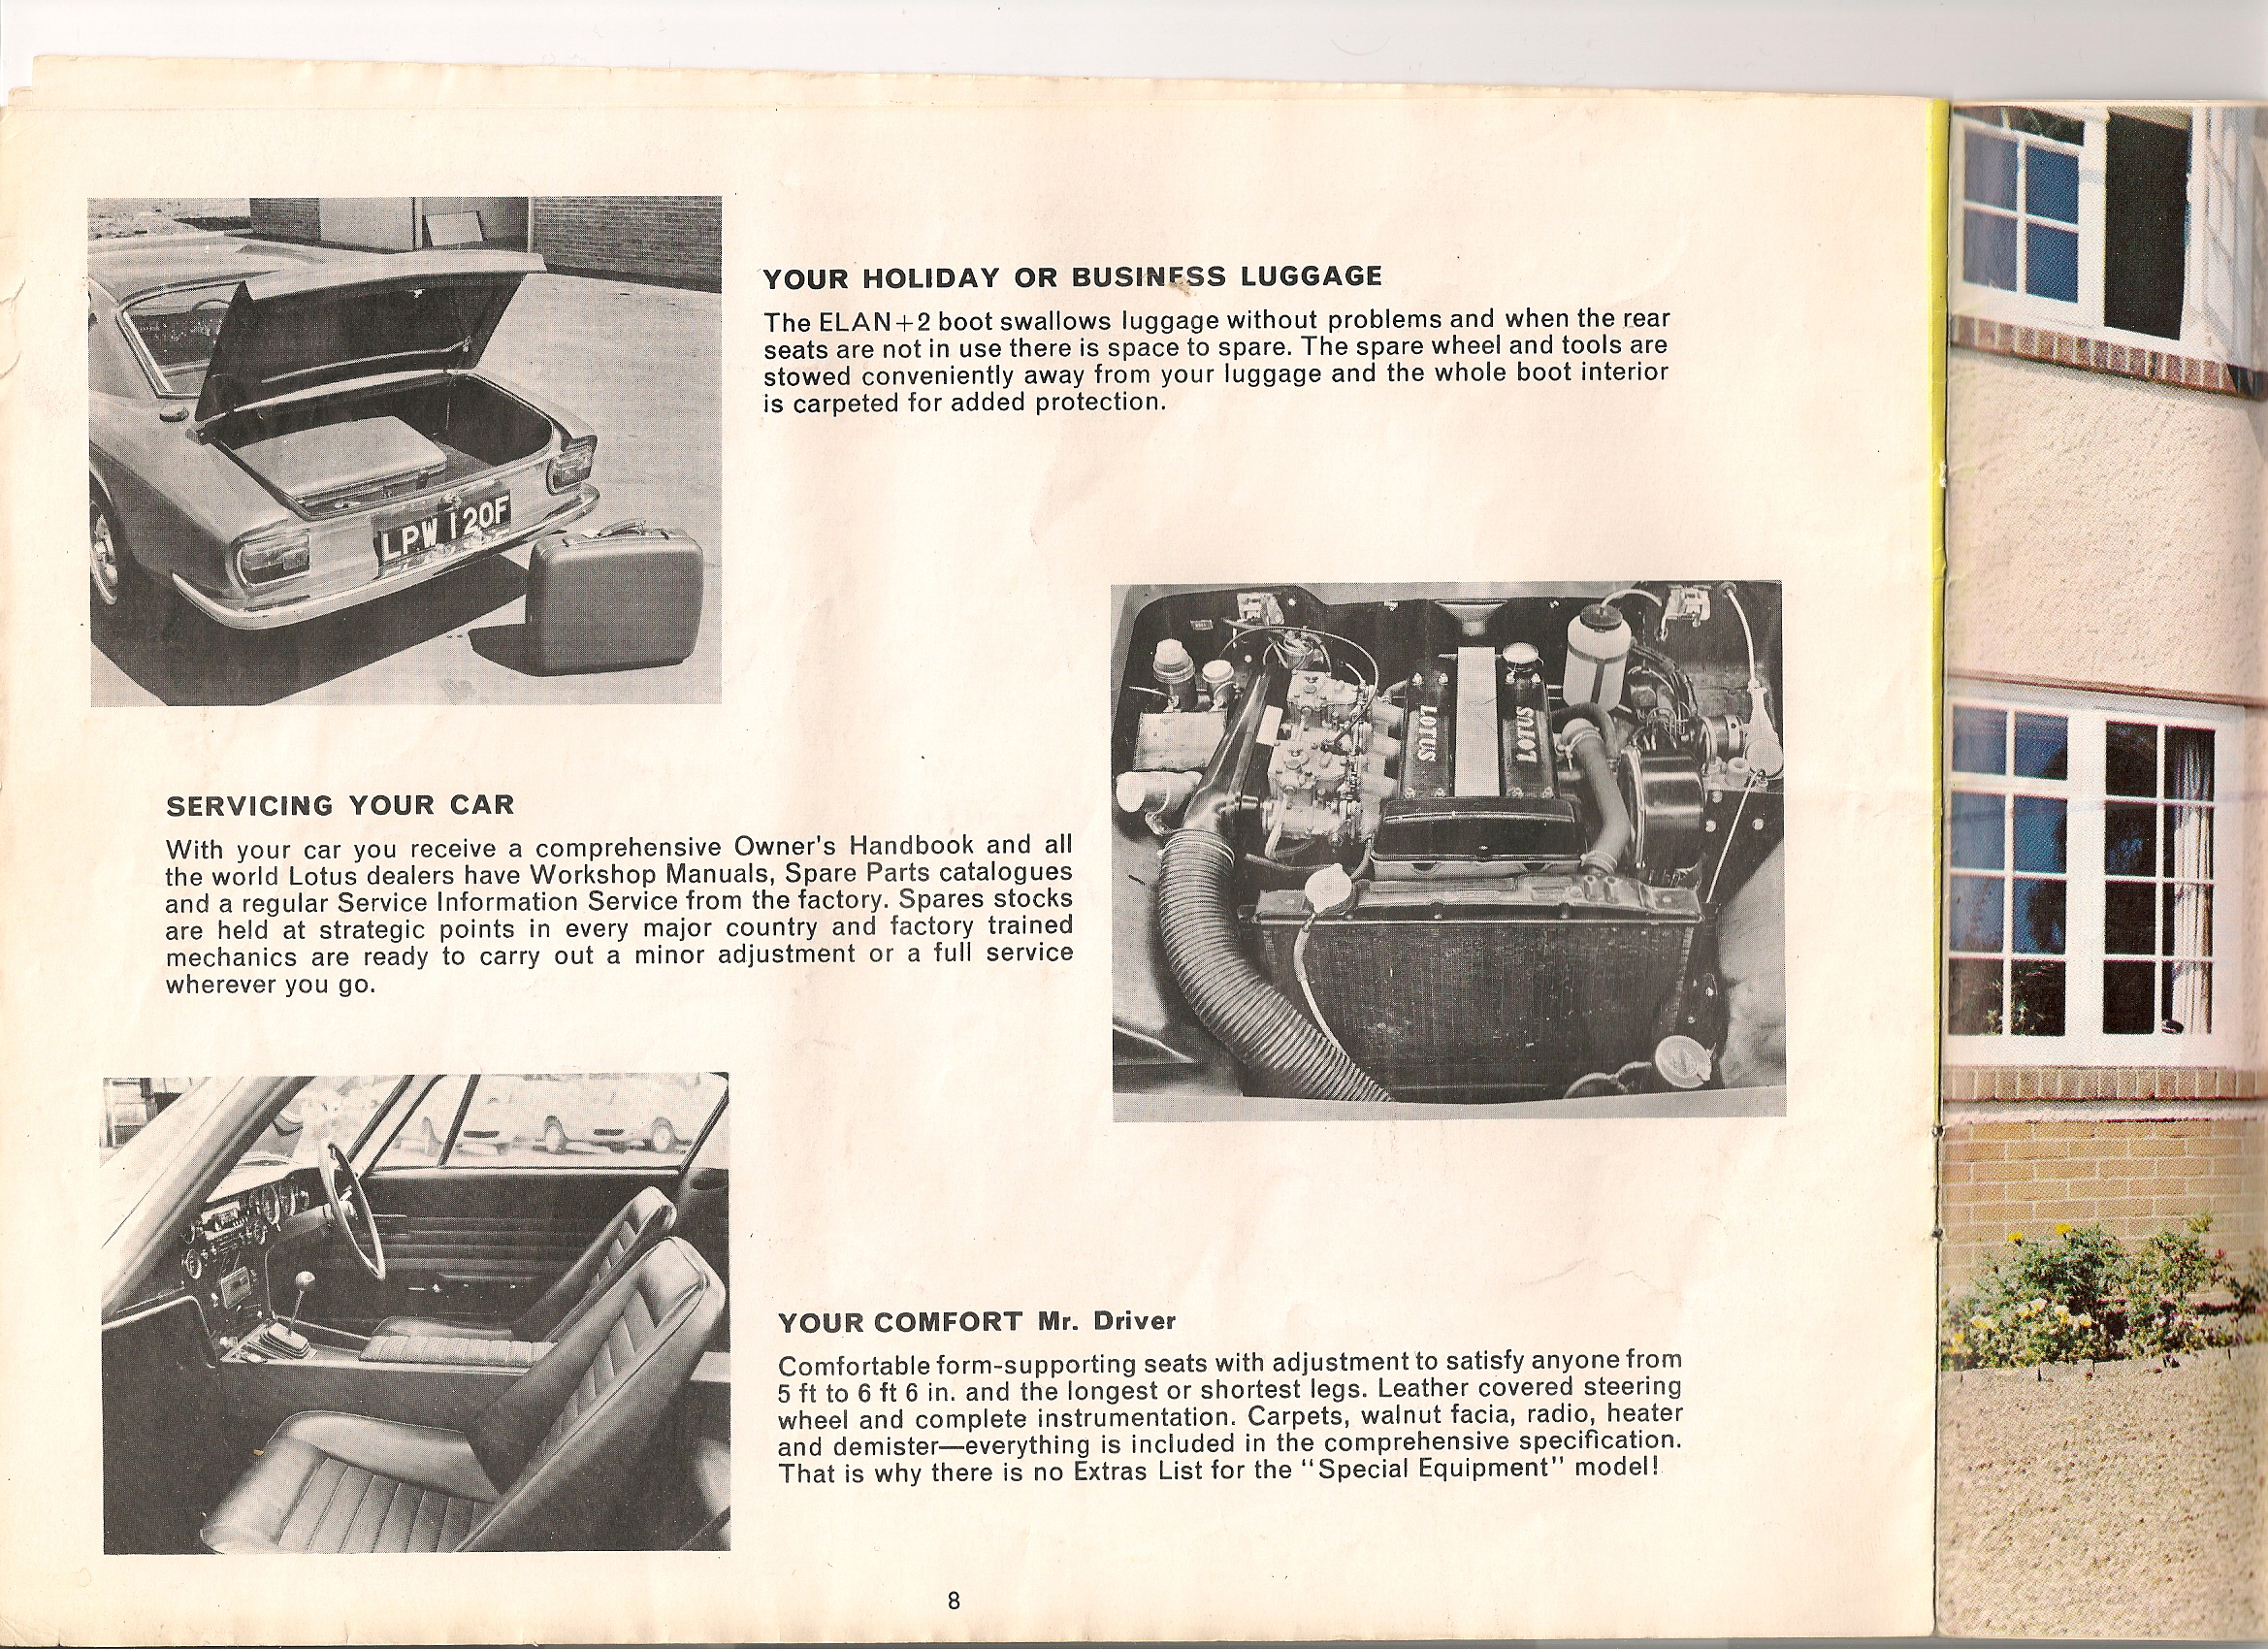 YOUR HOLIDAY OR BUSINESS LUGGAGE
The ELAN+2 boot swallows luggage without problems and when the rear
seats are not in use there is space to spare. The spare wheel and tools are
stowed conveniently away from your luggage and the whole boot interior
is carpeted for added protection.
LPW 120F
LOTUS
LOTUS
SERVICING YOUR CAR
With your car you receive a comprehensive Owner's Handbook and all
the world Lotus dealers have Workshop Manuals, Spare Parts catalogues
and a regular Service Information Service from the factory. Spares stocks
are held at strategic points in every major country and factory trained
mechanics are ready to carry out a minor adjustment or a full service
wherever you go.
YOUR COMFORT Mr. Driver
Comfortable form-supporting seats with adjustment to satisfy anyone from
5 ft to 6 ft 6 in. and the longest or shortest legs. Leather covered steering
wheel and complete instrumentation. Carpets, walnut facia, radio, heater
and demister—everything is included in the comprehensive specification.
That is why there is no Extras List for the "Special Equipment" model!
8